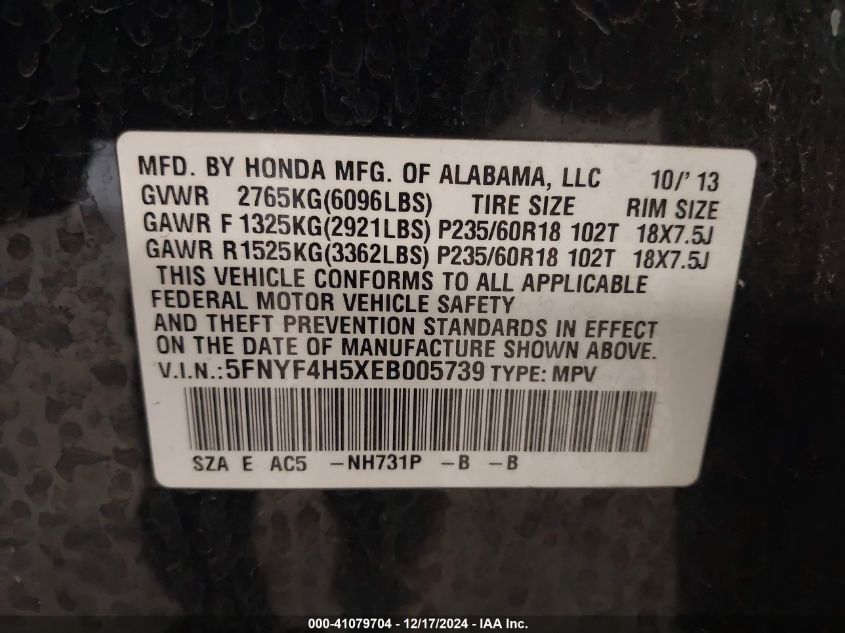 MFD. BY HONDA MFG. OF ALABAMA, LLC 10/'13
GVWR 2765KG(6096LBS) TIRE SIZE RIM SIZE
GAWR F 1325KG(2921LBS) P235/60R18 102T 18X7.5J
GAWR R1525KG(3362LBS) P235/60R18 102T 18X7.5J
THIS VEHICLE CONFORMS TO ALL APPLICABLE
FEDERAL MOTOR VEHICLE SAFETY
AND THEFT PREVENTION STANDARDS IN EFFECT
ON THE DATE OF MANUFACTURE SHOWN ABOVE.
V.I.N.:5FNYF4H5XEB005739 TYPE: MPV
SZA E AC5 -NH731P -B -B
000-41079704 - 12/17/2024 - IAA Inc.